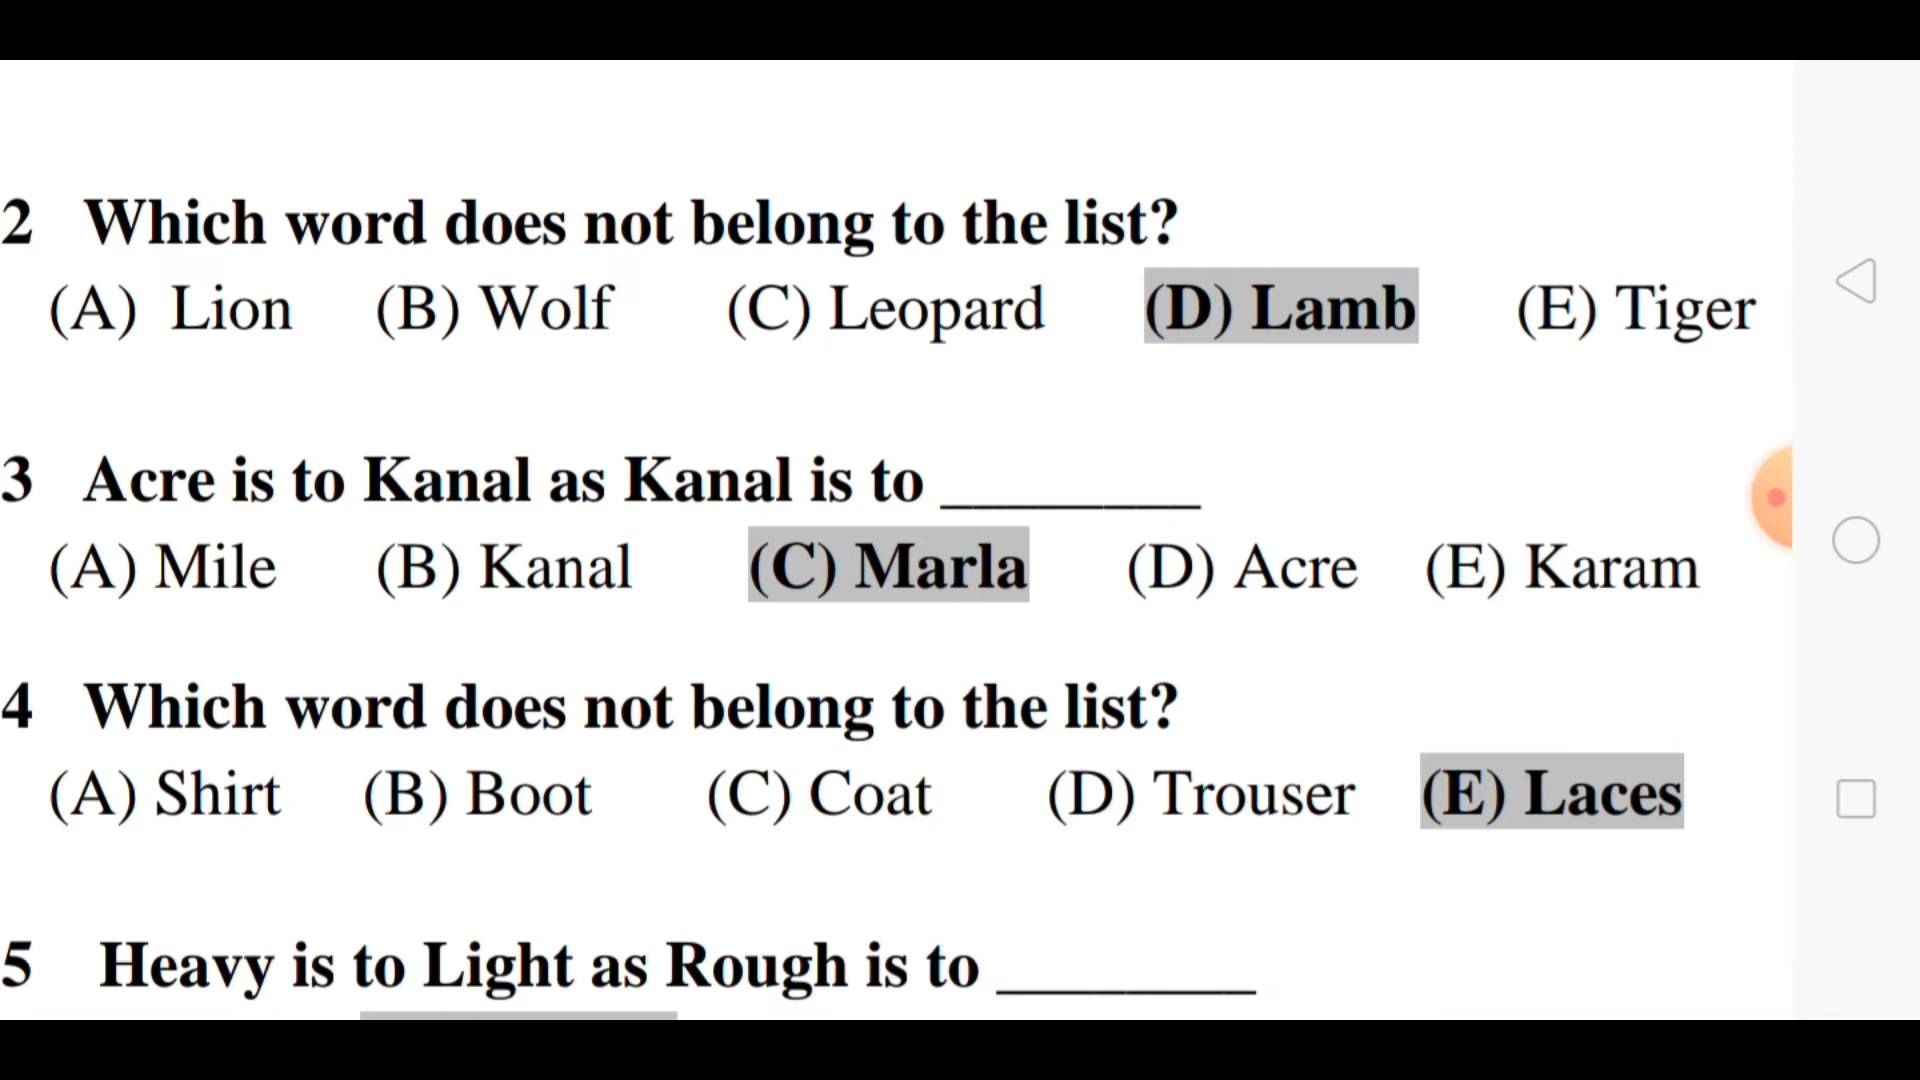 2 Which word does not belong to the list?
(A) Lion (B) Wolf (C) Leopard (D) Lamb (E) Tiger
3 Acre is to Kanal as Kanal is to ________
(A) Mile (B) Kanal (C) Marla (D) Acre (E) Karam
4 Which word does not belong to the list?
(A) Shirt (B) Boot (C) Coat (D) Trouser (E) Laces
5 Heavy is to Light as Rough is to ________